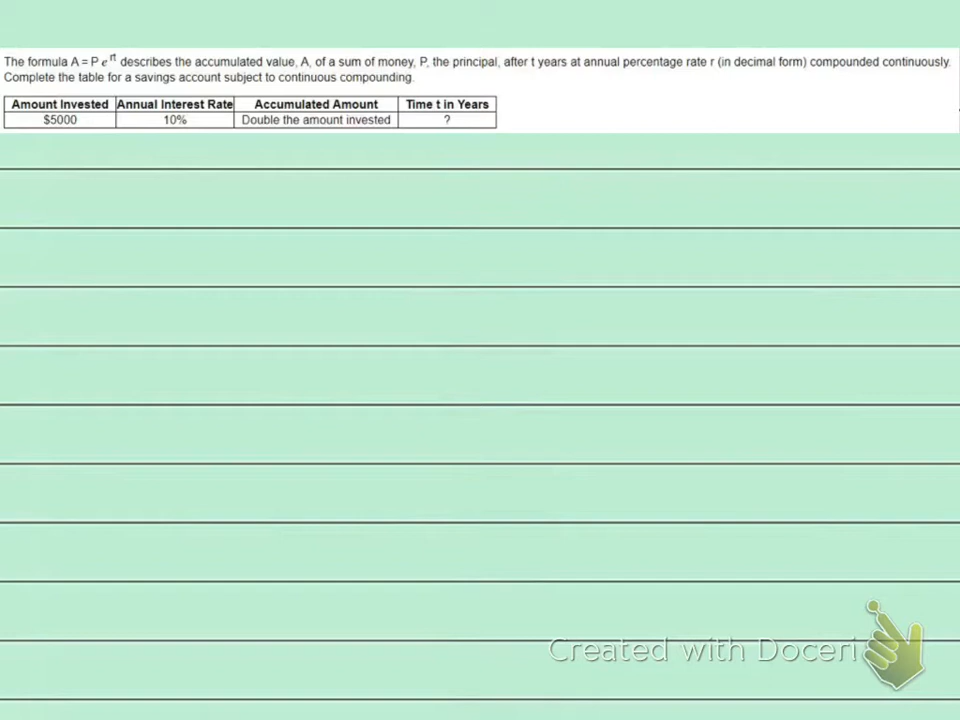 The formula A = P e^rt describes the accumulated value, A, of a sum of money, P, the principal, after t years at annual percentage rate r (in decimal form) compounded continuously.
Complete the table for a savings account subject to continuous compounding.
Amount Invested Annual Interest Rate Accumulated Amount Time t in Years
$5000 10% Double the amount invested ?
Created with Doceri